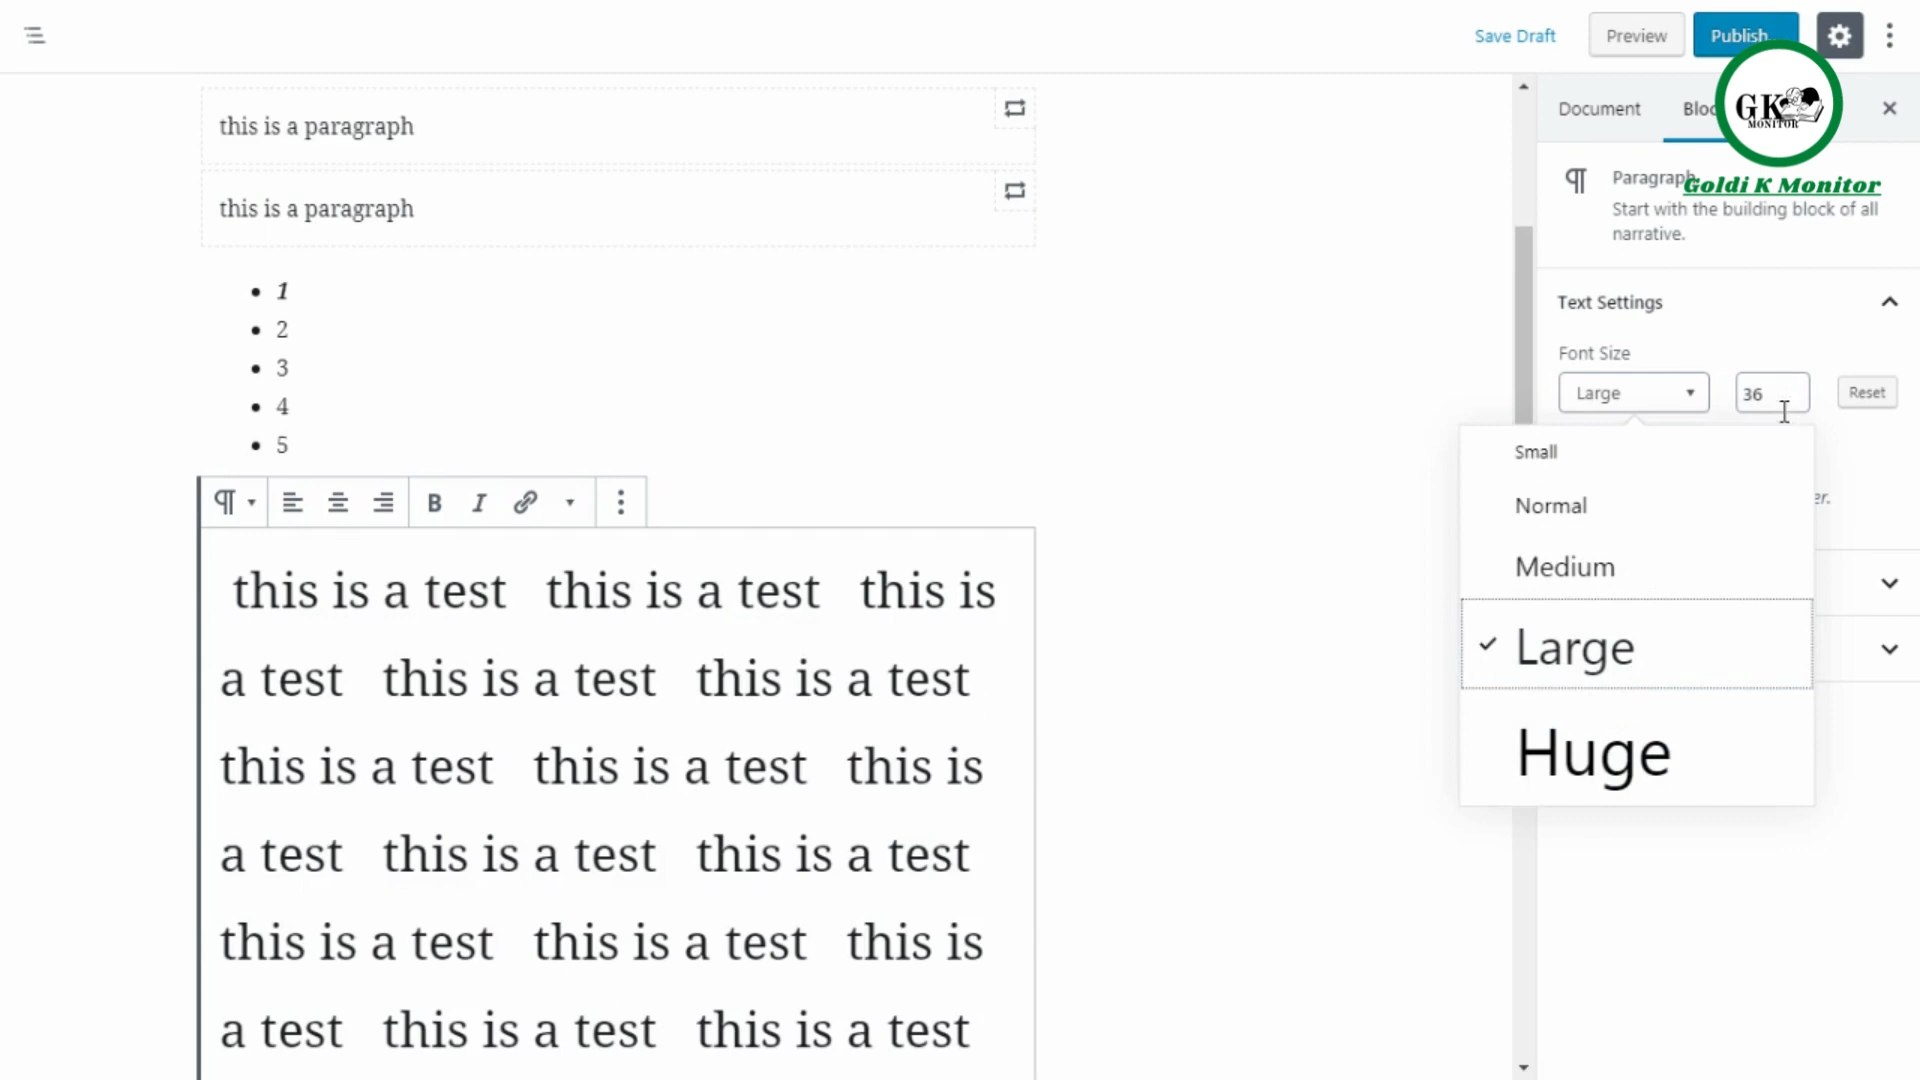 Save Draft
Preview
Publish...
this is a paragraph
this is a paragraph
1
2
3
4
5
B I
this is a test this is a test this is
a test this is a test this is a test
this is a test this is a test this is
a test this is a test this is a test
this is a test this is a test this is
a test this is a test this is a test
Document
GK
MONITOR
Goldi K Monitor
Paragraph
Start with the building block of all
narrative.
Text Settings
Font Size
Large
36
Reset
Small
Normal
Medium
Large
Huge